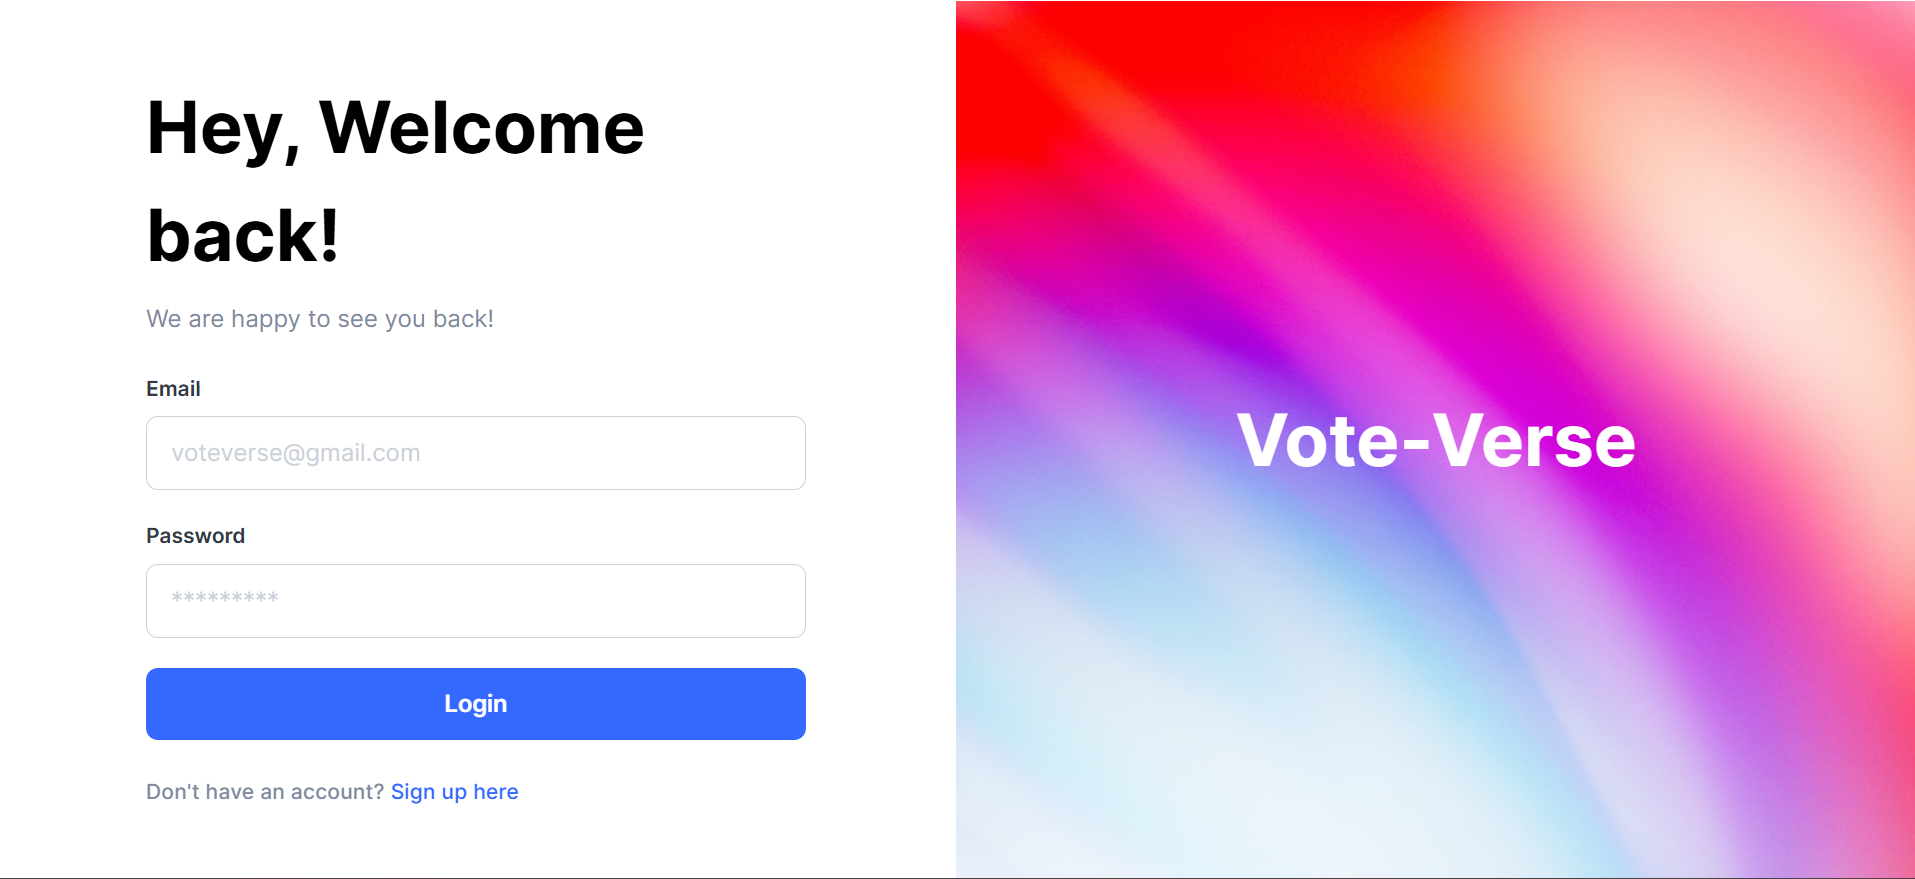 Hey, Welcome
back!
We are happy to see you back!
Email
voteverse@gmail.com
Password
*********
Login
Don't have an account? Sign up here
Vote-Verse